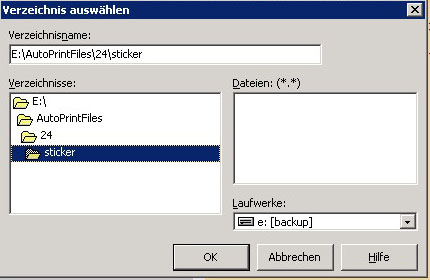 Verzeichnis auswählen
Verzeichnisname:
E:\AutoPrintFiles\24\sticker
Verzeichnisse:
E:\
AutoPrintFiles
24
sticker
Dateien: (*.*)
Laufwerke:
e: [backup]
OK
Abbrechen
Hilfe